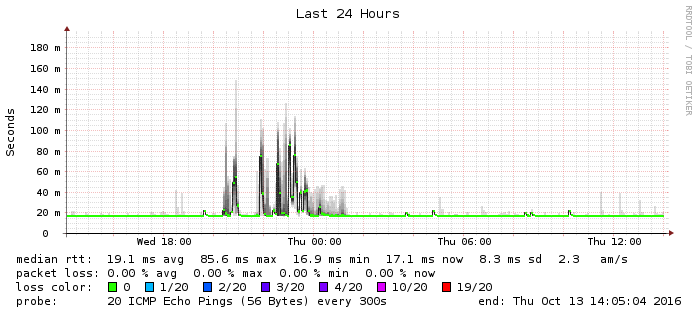 Last 24 Hours
RRDTOOL / TOBI OETIKER
Seconds
180 m
160 m
140 m
120 m
100 m
80 m
60 m
40 m
20 m
0
Wed 18:00 Thu 00:00 Thu 06:00 Thu 12:00
median rtt: 19.1 ms avg 85.6 ms max 16.9 ms min 17.1 ms now 8.3 ms sd 2.3 am/s
packet loss: 0.00 % avg 0.00 % max 0.00 % min 0.00 % now
loss color: 0 1/20 2/20 3/20 4/20 10/20 19/20
probe: 20 ICMP Echo Pings (56 Bytes) every 300s end: Thu Oct 13 14:05:04 2016